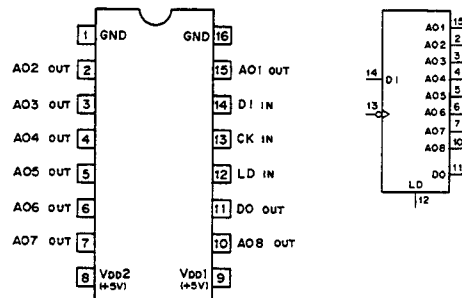 1 GND GND 16
AO2 OUT 2 15 AO1 OUT
AO3 OUT 3 14 DI IN
AO4 OUT 4 13 CK IN
AO5 OUT 5 12 LD IN
AO6 OUT 6 11 DO OUT
AO7 OUT 7 10 AO8 OUT
8 VDD2 VDD1 9
(+5V) (+5V)
AO1 15
AO2 2
AO3 3
14 DI AO4 4
AO5 5
13 AO6 6
AO7 7
AO8 10
DO 11
LD
12